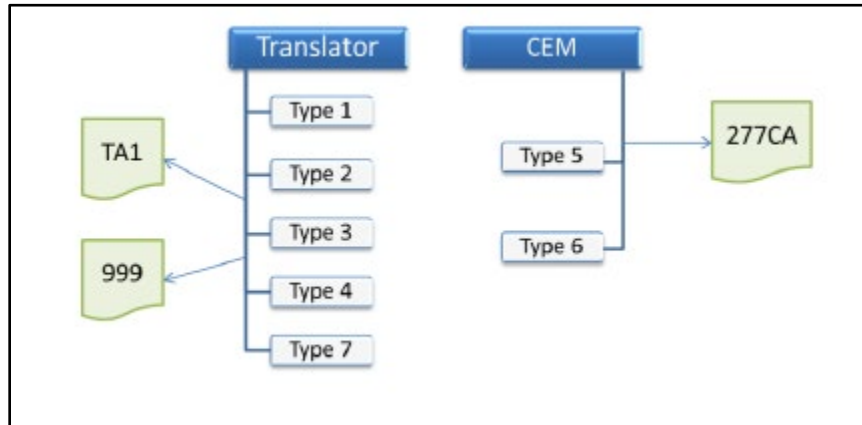 Translator
CEM
Type 1
TA1
Type 2
Type 3
999
Type 4
Type 7
Type 5
Type 6
277CA